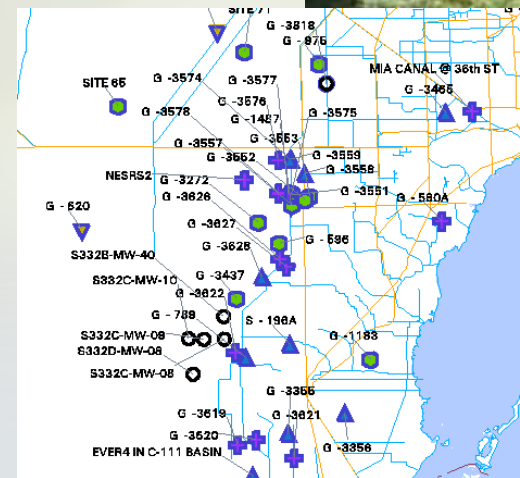 SITE 71
G -3818
G - 976
MIA CANAL @ 36th ST
G -3574
G -3577
G -3465
SITE 65
G -3576
G -3578
G -1487
G -3575
G -3553
G -3557
G -3559
G -3552
G -3558
NESRS2
G -3272
G -3551
G -3626
G - 580A
G - 620
G -3627
G - 596
G -3628
S332B-MW-40
G -3437
S332C-MW-10
G -3622
G - 789
S - 196A
S332C-MW-09
G -1183
S332D-MW-08
S332C-MW-08
G -3355
G -3619
G -3621
G -3620
G -3356
EVER4 IN C-111 BASIN